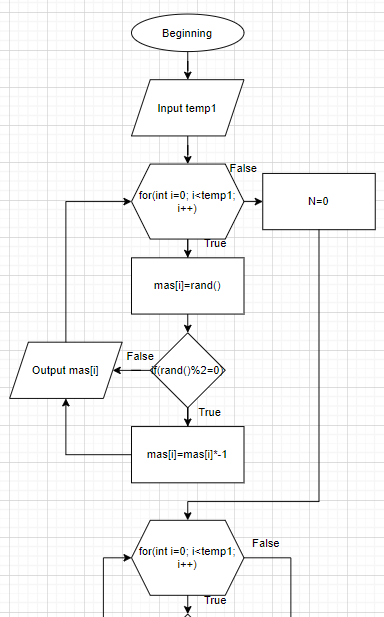 Beginning
Input temp1
False
for(int i=0; i<temp1;
i++)
N=0
True
mas[i]=rand()
False
Output mas[i]
if(rand()%2=0)
True
mas[i]=mas[i]*-1
False
for(int i=0; i<temp1;
i++)
True